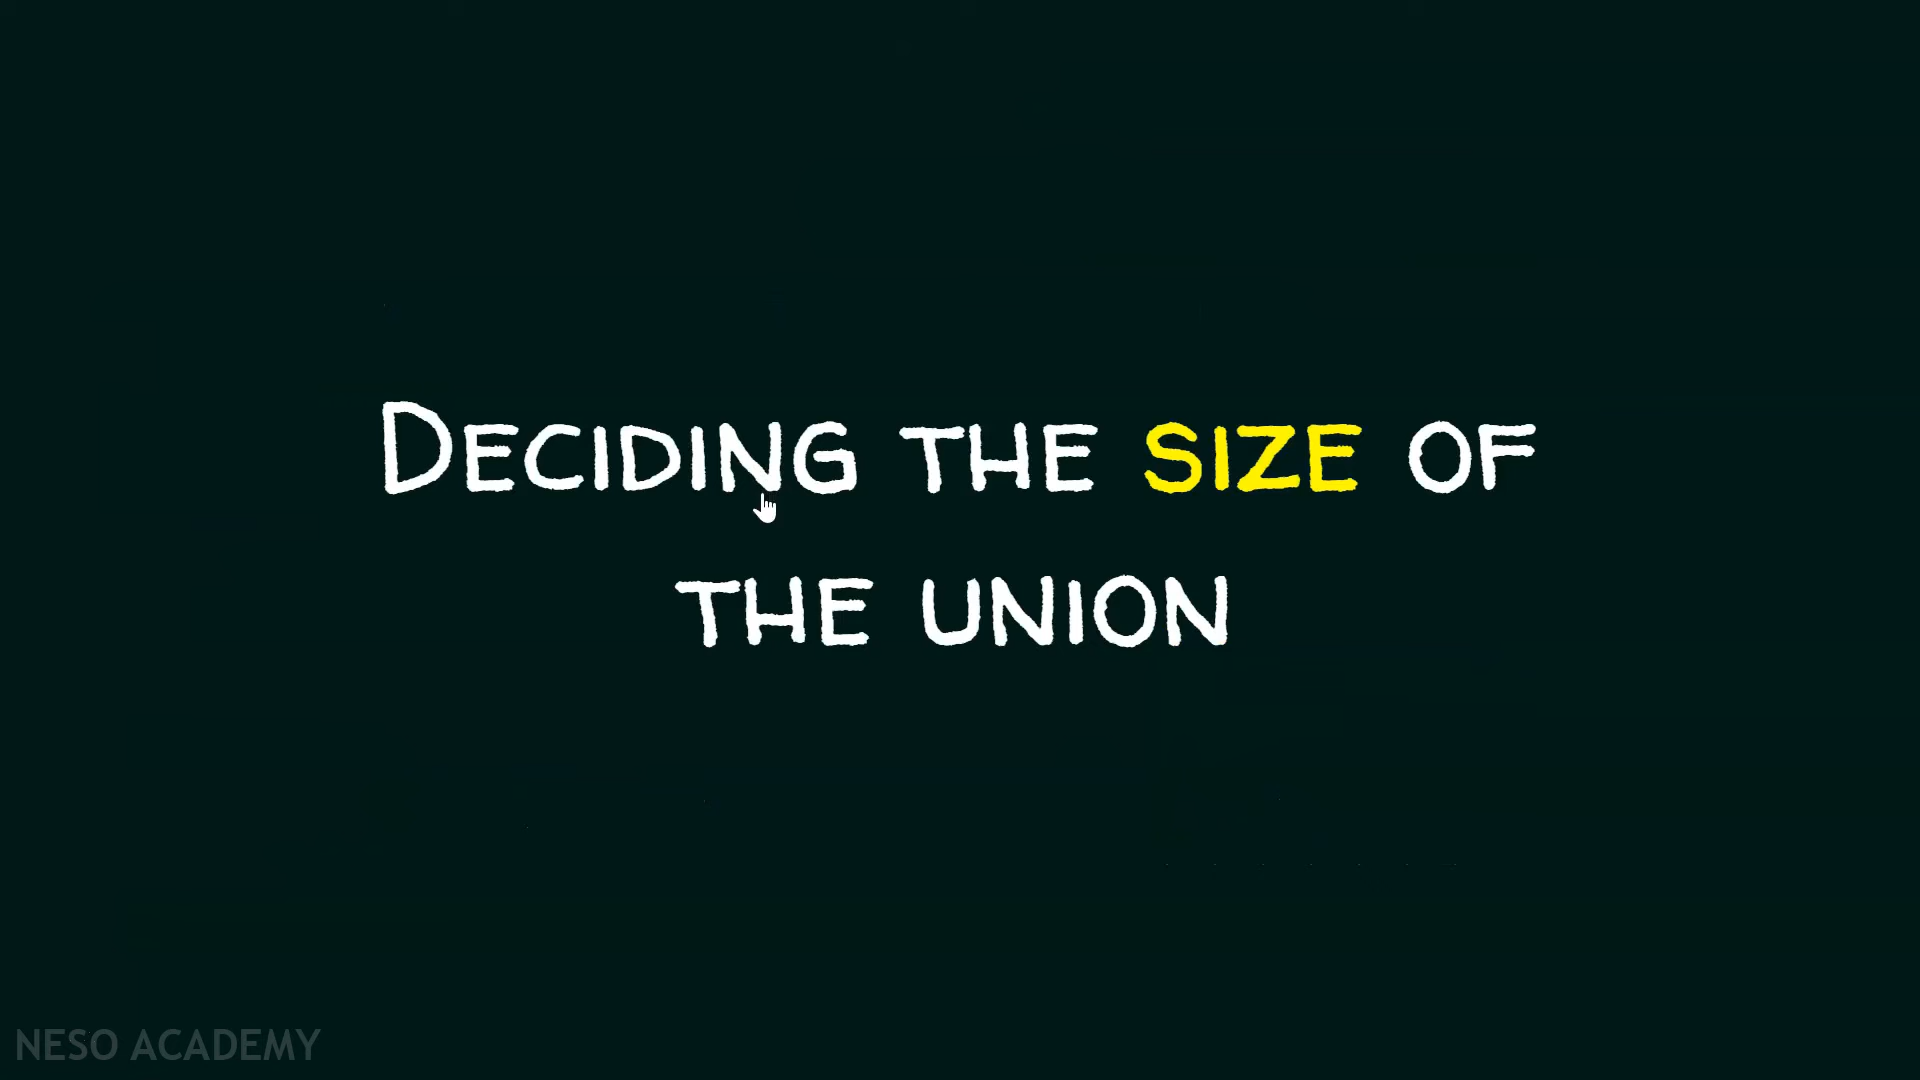 DECIDING THE SIZE OF
THE UNION
NESO ACADEMY